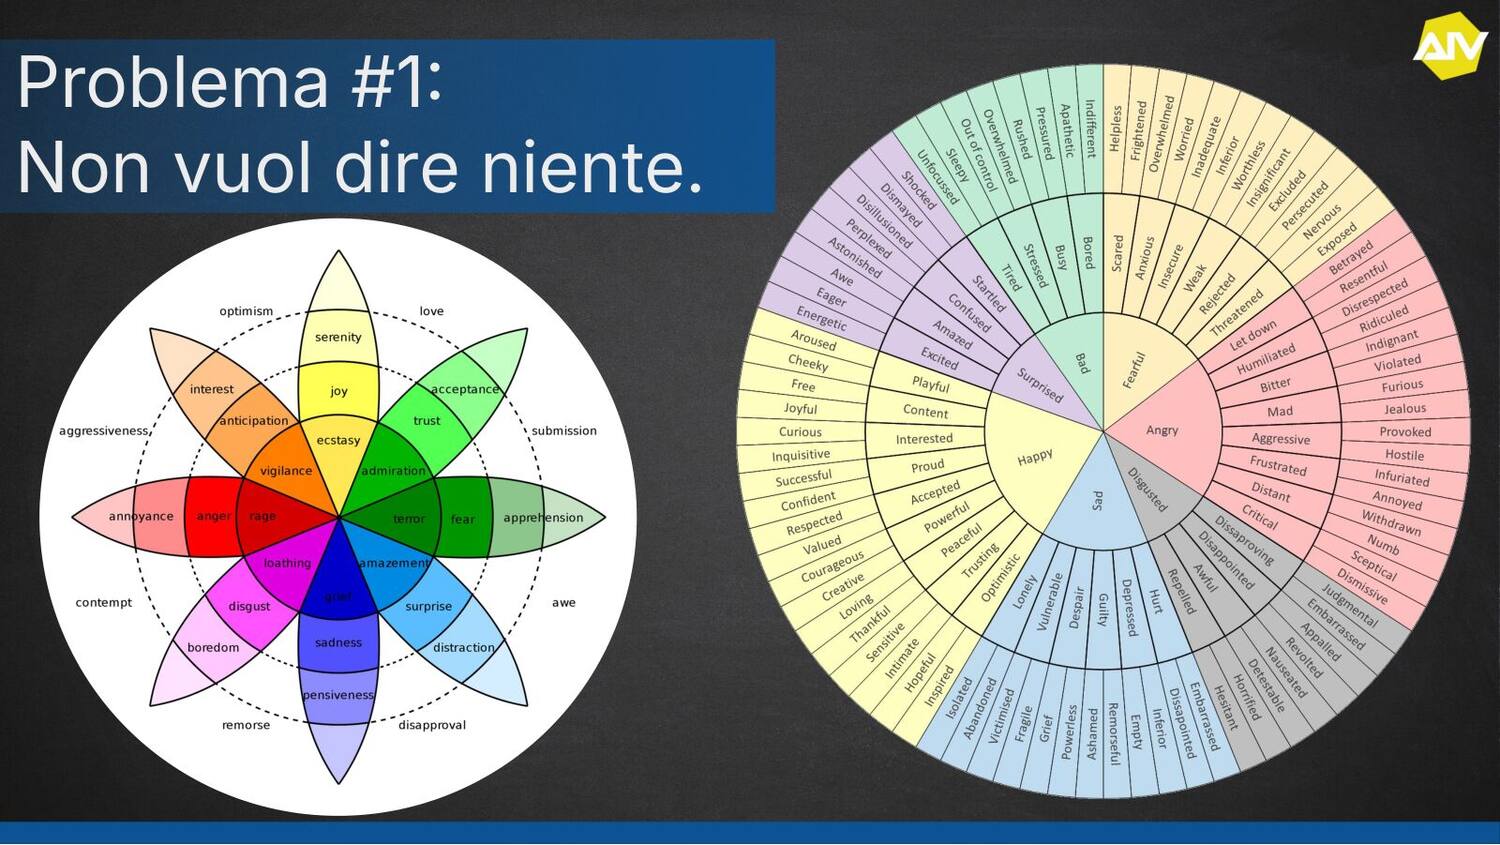 Problema #1:
Non vuol dire niente.
AIV
optimism
love
serenity
interest
acceptance
joy
anticipation
trust
aggressiveness
submission
ecstasy
vigilance
admiration
annoyance
anger
rage
terror
fear
apprehension
loathing
amazement
contempt
grief
awe
disgust
surprise
boredom
sadness
distraction
pensiveness
remorse
disapproval
Fearful
Angry
Disgusted
Sad
Happy
Surprised
Bad
Scared
Anxious
Insecure
Weak
Rejected
Threatened
Let down
Humiliated
Bitter
Mad
Aggressive
Frustrated
Distant
Critical
Dissaproving
Disappointed
Awful
Repelled
Hurt
Depressed
Guilty
Despair
Vulnerable
Lonely
Optimistic
Trusting
Peaceful
Powerful
Accepted
Proud
Interested
Content
Playful
Excited
Amazed
Confused
Startled
Tired
Stressed
Busy
Bored
Helpless
Frightened
Overwhelmed
Worried
Inadequate
Inferior
Worthless
Insignificant
Excluded
Persecuted
Nervous
Exposed
Betrayed
Resentful
Disrespected
Ridiculed
Indignant
Violated
Furious
Jealous
Provoked
Hostile
Infuriated
Annoyed
Withdrawn
Numb
Sceptical
Dismissive
Judgmental
Embarrassed
Appalled
Revolted
Nauseated
Detestable
Horrified
Hesitant
Embarrassed
Dissapointed
Inferior
Empty
Remorseful
Ashamed
Powerless
Grief
Fragile
Victimised
Abandoned
Isolated
Inspired
Hopeful
Intimate
Sensitive
Thankful
Loving
Creative
Courageous
Valued
Respected
Confident
Successful
Inquisitive
Curious
Joyful
Free
Cheeky
Aroused
Energetic
Eager
Awe
Astonished
Perplexed
Disillusioned
Dismayed
Shocked
Unfocussed
Sleepy
Out of control
Overwhelmed
Rushed
Pressured
Apathetic
Indifferent